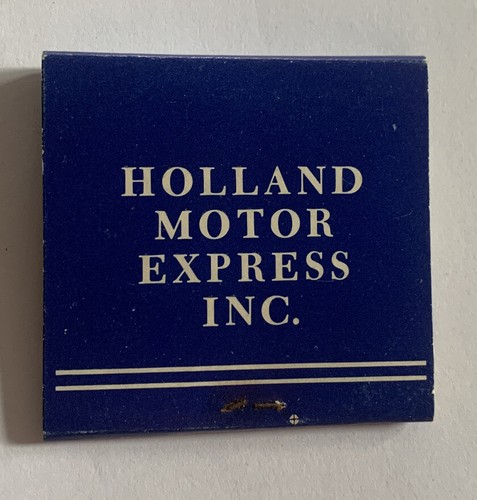 HOLLAND
MOTOR
EXPRESS
INC.